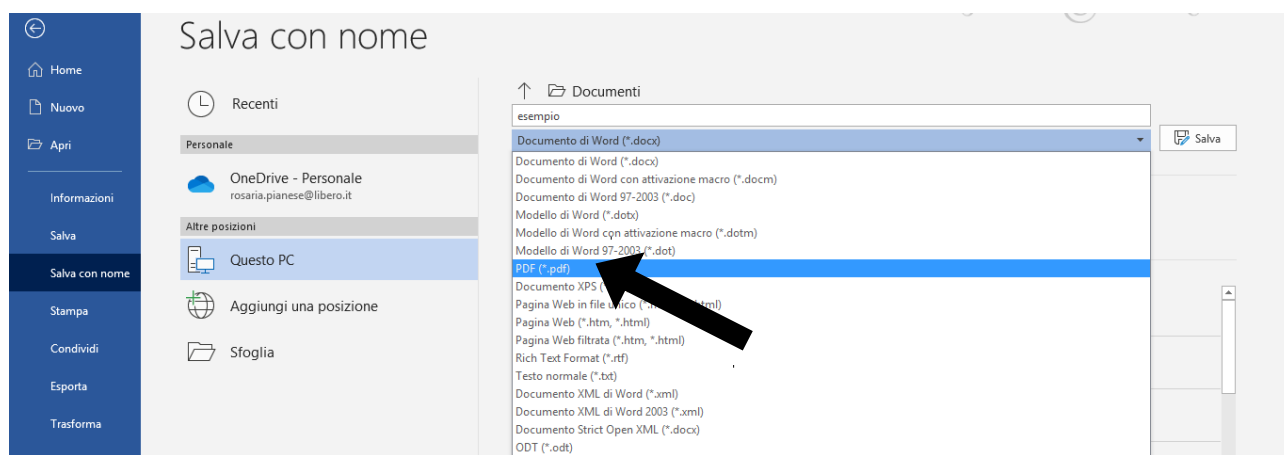 Salva con nome
Home
Nuovo
Apri
Informazioni
Salva
Salva con nome
Stampa
Condividi
Esporta
Trasforma
Recenti
Personale
OneDrive - Personale
rosaria.pianese@libero.it
Altre posizioni
Questo PC
Aggiungi una posizione
Sfoglia
Documenti
esempio
Documento di Word (*.docx)
Salva
Documento di Word (*.docx)
Documento di Word con attivazione macro (*.docm)
Documento di Word 97-2003 (*.doc)
Modello di Word (*.dotx)
Modello di Word con attivazione macro (*.dotm)
Modello di Word 97-2003 (*.dot)
PDF (*.pdf)
Documento XPS (
Pagina Web in file unico (
Pagina Web (*.htm, *.html)
Pagina Web filtrata (*.htm, *.html)
Rich Text Format (*.rtf)
Testo normale (*.txt)
Documento XML di Word (*.xml)
Documento XML di Word 2003 (*.xml)
Documento Strict Open XML (*.docx)
ODT (*.odt)